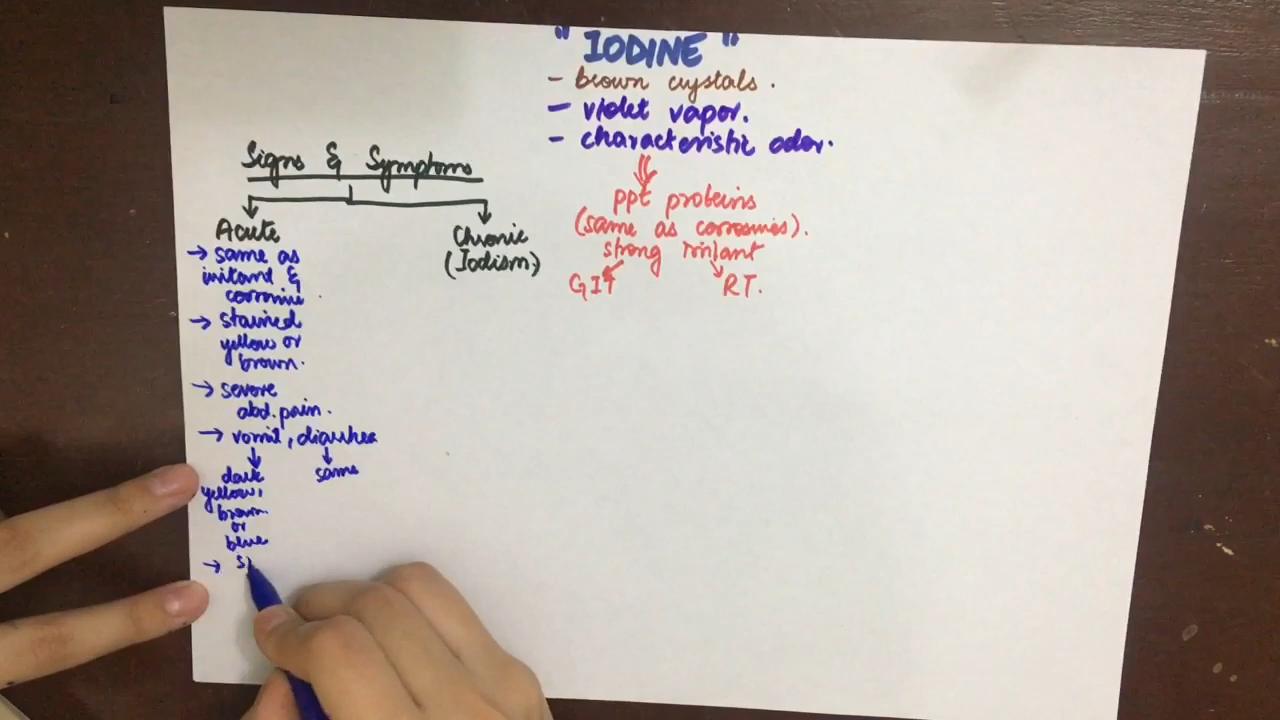 " IODINE "
- brown crystals.
- violet vapor.
- characteristic odor.
ppt proteins
(same as corrosives).
strong irritant
GIT
RT.
Signs & Symptoms
Acute
→ same as
irritant &
corrosive
→ stained
yellow or
brown.
→ severe
abd. pain.
→ vomit, diarrhea
dark
yellow,
brown
or
blue
same
→ s
Chronic
(Iodism)